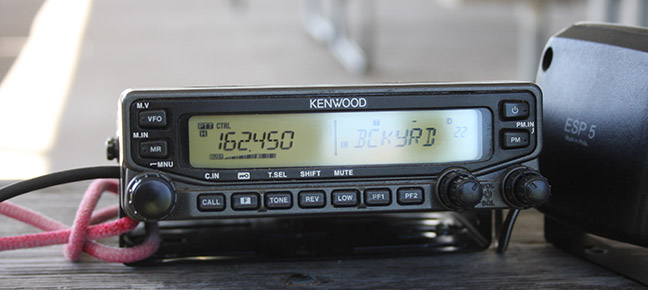 KENWOOD
M.V
VFO
PTT CTRL
H
162.450
BCKYRD
D
22
PM.IN
PM
M.IN
MR
MNU
C.IN
T.SEL
SHIFT
MUTE
CALL
F
TONE
REV
LOW
PF1
PF2
ESP 5